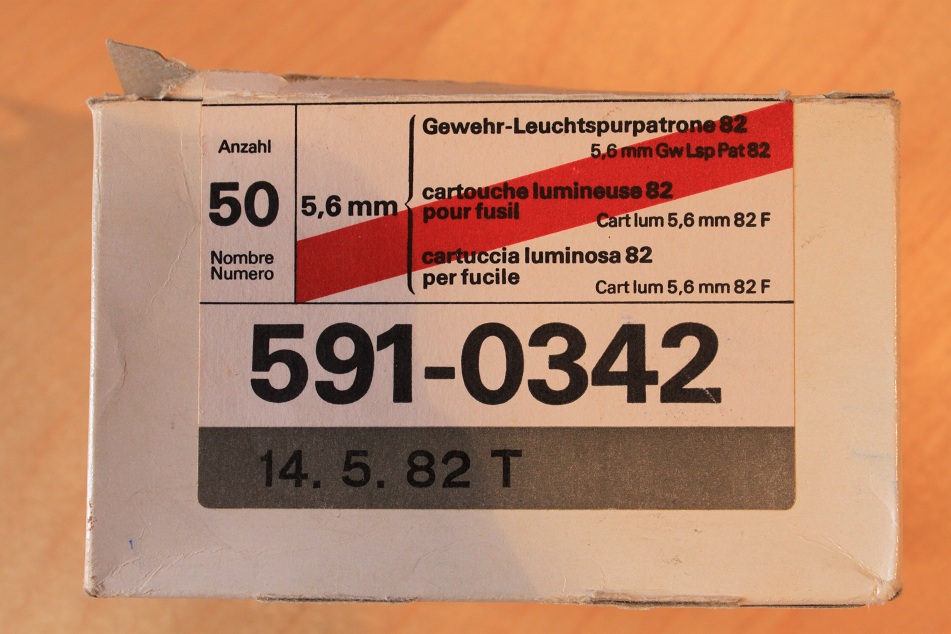 Anzahl
50
Nombre
Numero
5,6 mm
Gewehr-Leuchtspurpatrone 82
5,6 mm Gw Lsp Pat 82
cartouche lumineuse 82
pour fusil
Cart lum 5,6 mm 82 F
cartuccia luminosa 82
per fucile
Cart lum 5,6 mm 82 F
591-0342
14. 5. 82 T